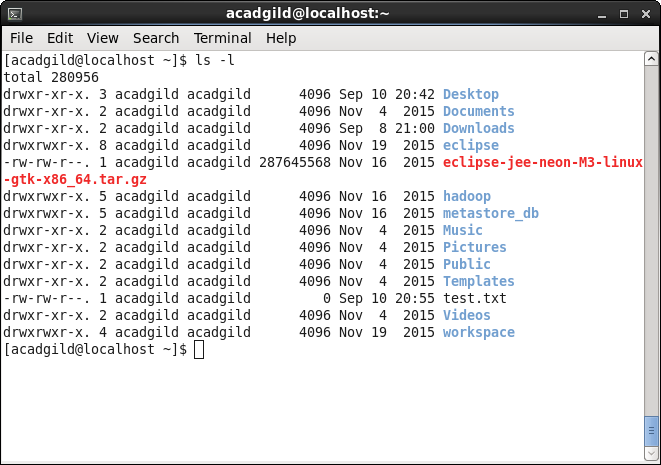 acadgild@localhost:~
File Edit View Search Terminal Help
[acadgild@localhost ~]$ ls -l
total 280956
drwxr-xr-x. 3 acadgild acadgild      4096 Sep 10 20:42 Desktop
drwxr-xr-x. 2 acadgild acadgild      4096 Nov  4  2015 Documents
drwxr-xr-x. 2 acadgild acadgild      4096 Sep  8 21:00 Downloads
drwxrwxr-x. 8 acadgild acadgild      4096 Nov 19  2015 eclipse
-rw-rw-r--. 1 acadgild acadgild 287645568 Nov 16  2015 eclipse-jee-neon-M3-linux
-gtk-x86_64.tar.gz
drwxrwxr-x. 5 acadgild acadgild      4096 Nov 16  2015 hadoop
drwxrwxr-x. 5 acadgild acadgild      4096 Nov 16  2015 metastore_db
drwxr-xr-x. 2 acadgild acadgild      4096 Nov  4  2015 Music
drwxr-xr-x. 2 acadgild acadgild      4096 Nov  4  2015 Pictures
drwxr-xr-x. 2 acadgild acadgild      4096 Nov  4  2015 Public
drwxr-xr-x. 2 acadgild acadgild      4096 Nov  4  2015 Templates
-rw-rw-r--. 1 acadgild acadgild         0 Sep 10 20:55 test.txt
drwxr-xr-x. 2 acadgild acadgild      4096 Nov  4  2015 Videos
drwxrwxr-x. 4 acadgild acadgild      4096 Nov 19  2015 workspace
[acadgild@localhost ~]$